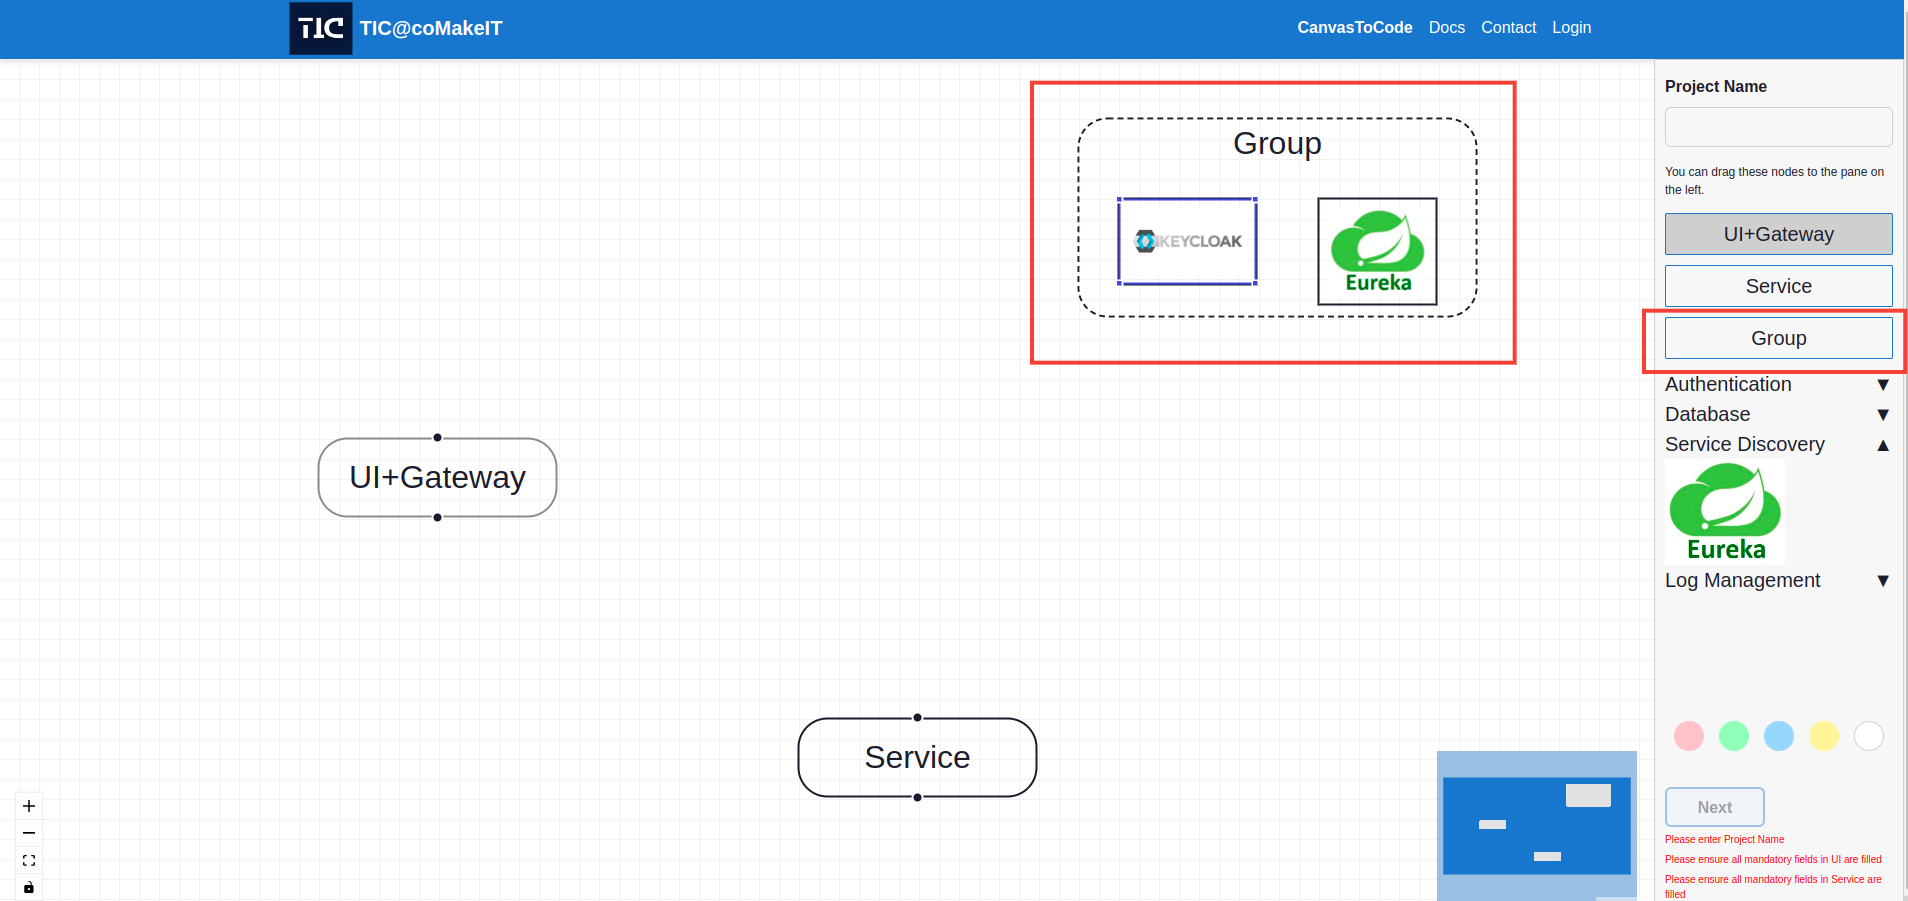 TIC TIC@coMakeIT
CanvasToCode Docs Contact Login
Group
KEYCLOAK
Eureka
UI+Gateway
Service
Project Name
You can drag these nodes to the pane on
the left.
UI+Gateway
Service
Group
Authentication ▼
Database ▼
Service Discovery ▲
Eureka
Log Management ▼
Next
Please enter Project Name
Please ensure all mandatory fields in UI are filled
Please ensure all mandatory fields in Service are
filled